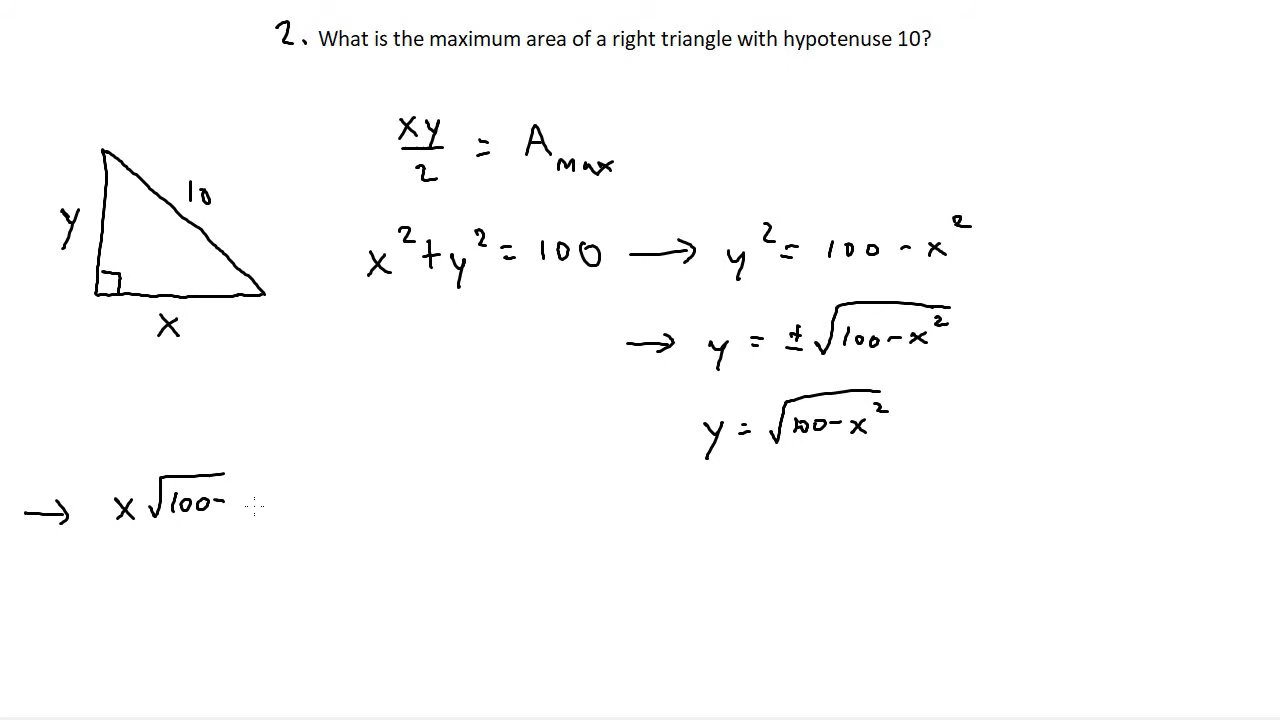 2. What is the maximum area of a right triangle with hypotenuse 10?
xy/2 = A_max
y
10
x
x² + y² = 100 → y² = 100 - x²
→ y = ± √(100 - x²)
y = √(100 - x²)
→ x √(100 -